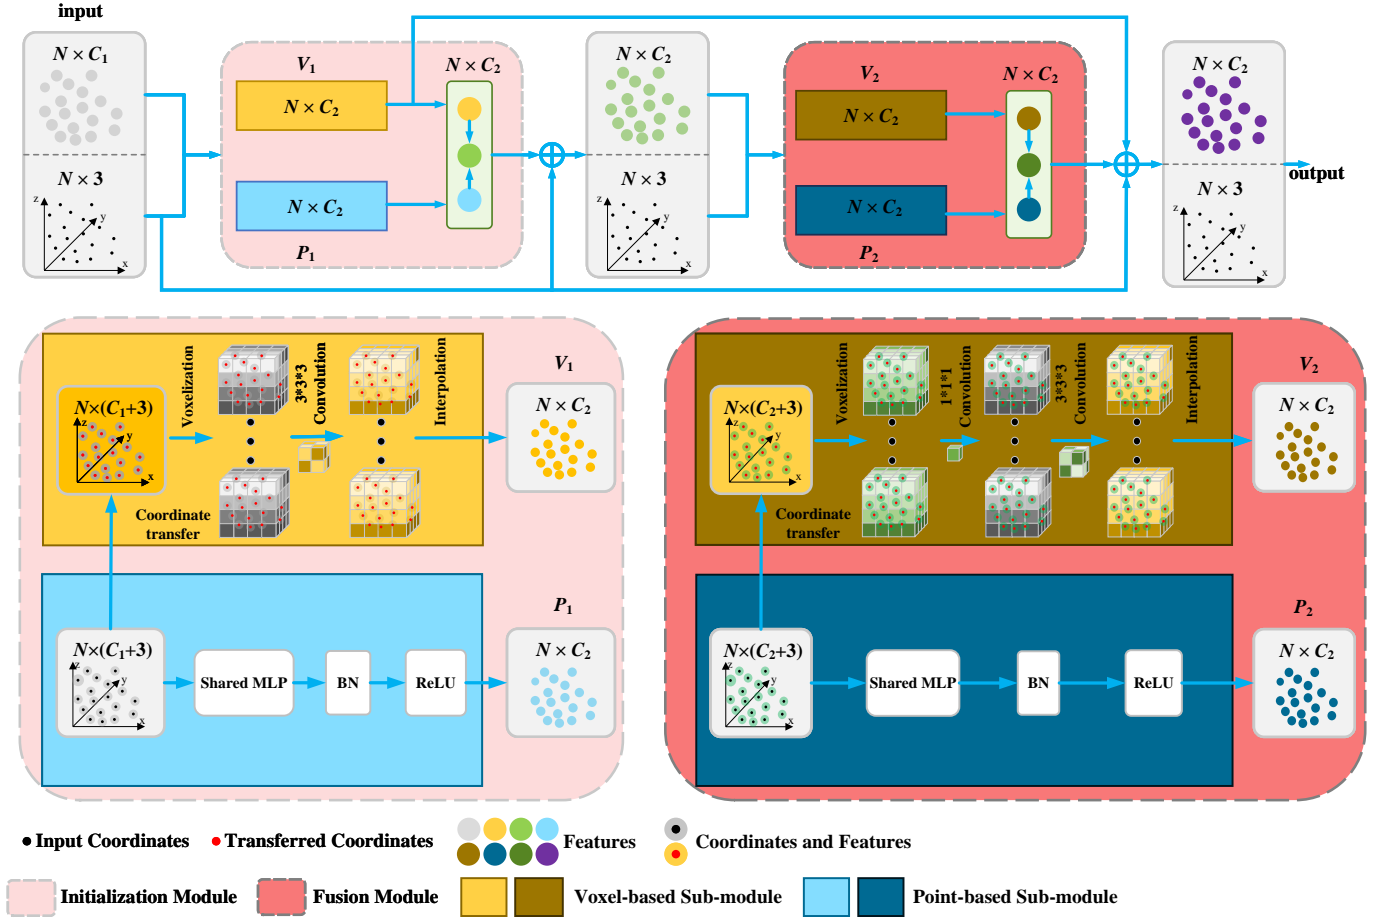 input
N × C₁
N × 3
z
y
x
V₁
N × C₂
N × C₂
N × C₂
P₁
N × C₂
N × 3
z
y
x
V₂
N × C₂
N × C₂
N × C₂
P₂
N × C₂
N × 3
z
y
x
output
N×(C₁+3)
z
y
x
Voxelization
3*3*3
Convolution
Interpolation
Coordinate
transfer
V₁
N × C₂
N×(C₁+3)
z
y
x
Shared MLP
BN
ReLU
P₁
N × C₂
N×(C₂+3)
z
y
x
Voxelization
1*1*1
Convolution
3*3*3
Convolution
Interpolation
Coordinate
transfer
V₂
N × C₂
N×(C₂+3)
z
y
x
Shared MLP
BN
ReLU
P₂
N × C₂
Input Coordinates
Transferred Coordinates
Features
Coordinates and Features
Initialization Module
Fusion Module
Voxel-based Sub-module
Point-based Sub-module